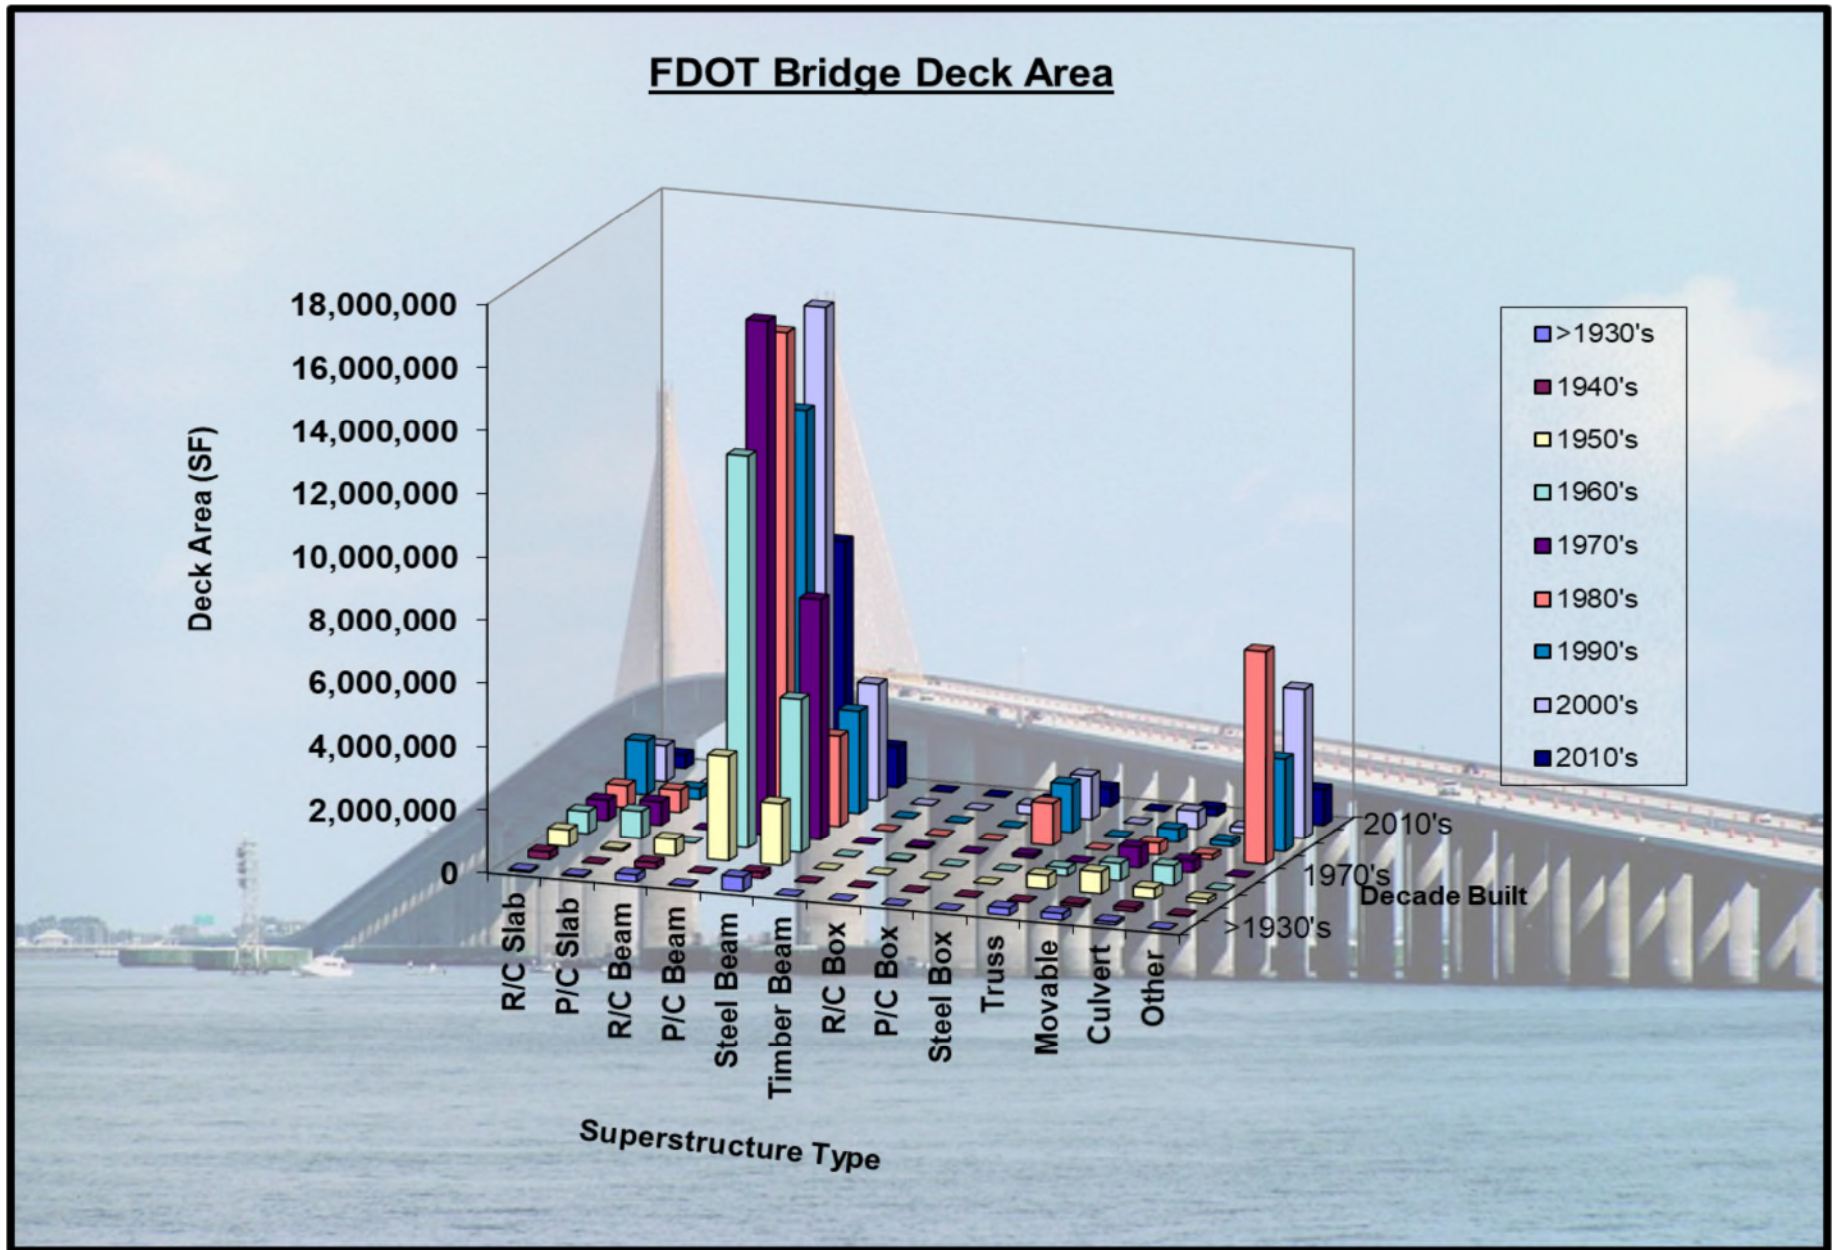 FDOT Bridge Deck Area
18,000,000
16,000,000
14,000,000
12,000,000
10,000,000
8,000,000
6,000,000
4,000,000
2,000,000
0
Deck Area (SF)
R/C Slab
P/C Slab
R/C Beam
P/C Beam
Steel Beam
Timber Beam
R/C Box
P/C Box
Steel Box
Truss
Movable
Culvert
Other
Superstructure Type
2010's
1970's
>1930's
Decade Built
>1930's
1940's
1950's
1960's
1970's
1980's
1990's
2000's
2010's